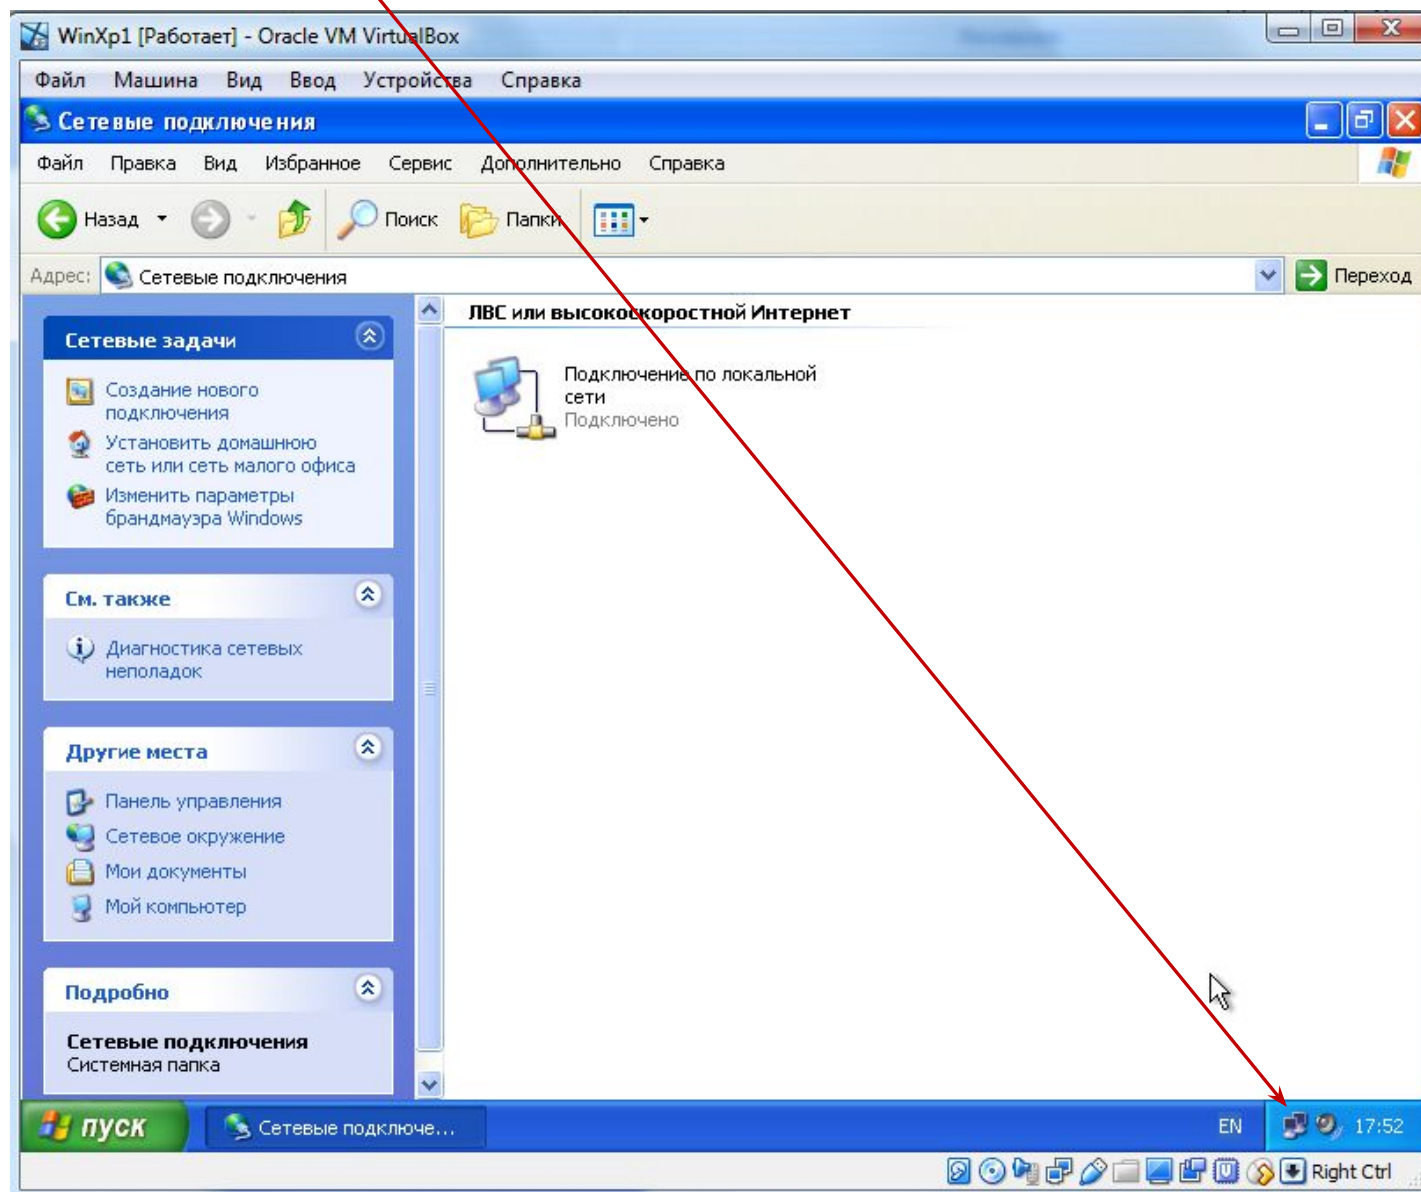 WinXp1 [Работает] - Oracle VM VirtualBox
Файл Машина Вид Ввод Устройства Справка
Сетевые подключения
Файл Правка Вид Избранное Сервис Дополнительно Справка
Назад Поиск Папки
Адрес: Сетевые подключения Переход
ЛВС или высокоскоростной Интернет
Подключение по локальной
сети
Подключено
Сетевые задачи
Создание нового
подключения
Установить домашнюю
сеть или сеть малого офиса
Изменить параметры
брандмауэра Windows
См. также
Диагностика сетевых
неполадок
Другие места
Панель управления
Сетевое окружение
Мои документы
Мой компьютер
Подробно
Сетевые подключения
Системная папка
пуск Сетевые подключе... EN 17:52
Right Ctrl